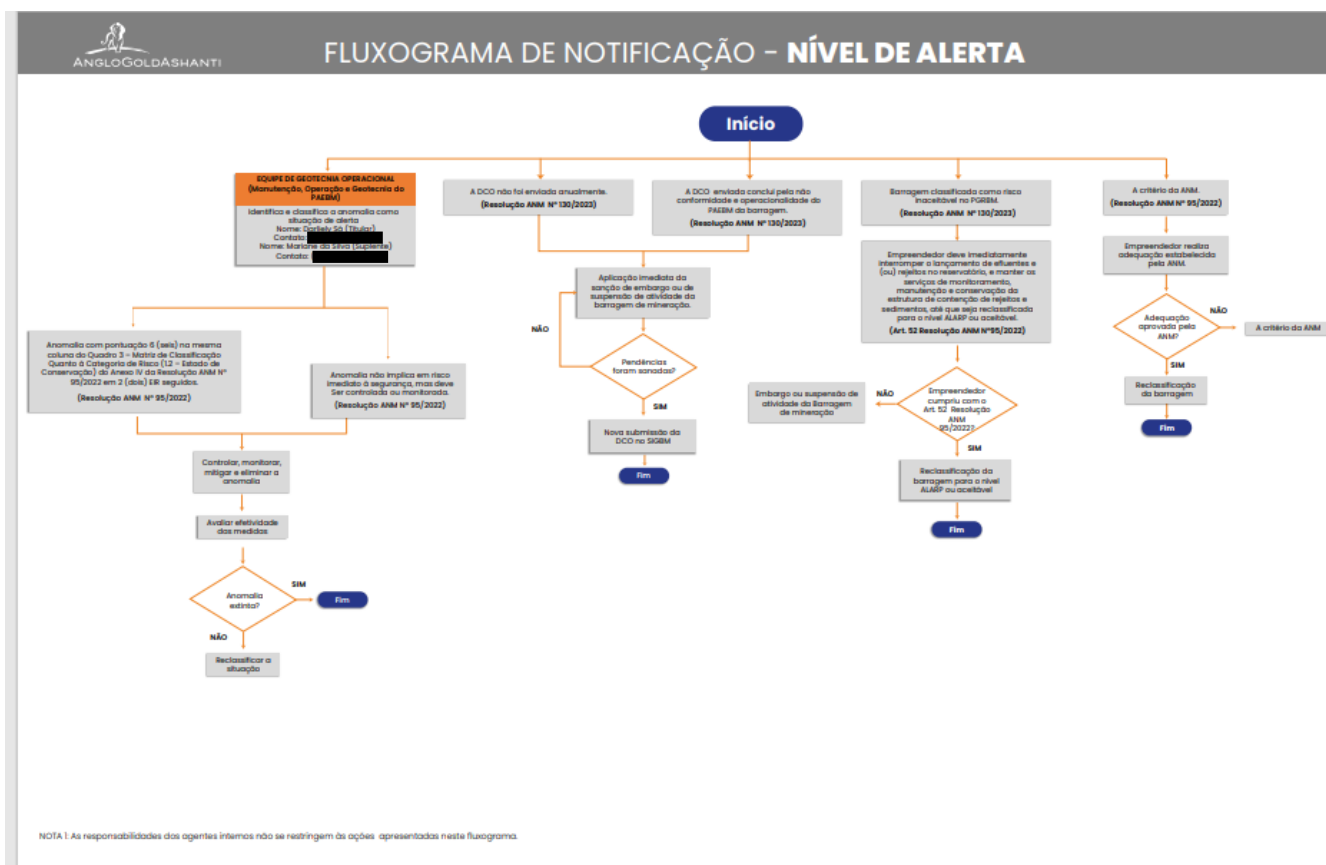 ANGLOGOLDASHANTI
FLUXOGRAMA DE NOTIFICAÇÃO - NÍVEL DE ALERTA
Início
EQUIPE DE GEOTECNIA OPERACIONAL
(Manutenção, Operação e Geotecnia do
PAEBM)
Identifica e classifica a anomalia como
situação de alerta
Nome: Darliely Sá (Titular)
Contato:
Nome: Mariane da Silva (Suplente)
Contato:
A DCO não foi enviada anualmente.
(Resolução ANM Nº 130/2023)
A DCO enviada conclui pela não
conformidade e operacionalidade do
PAEBM da barragem.
(Resolução ANM Nº 130/2023)
Barragem classificada como risco
inaceitável no PGRBM.
(Resolução ANM Nº 130/2023)
A critério da ANM.
(Resolução ANM Nº 95/2022)
Anomalia com pontuação 6 (seis) na mesma
coluna do Quadro 3 – Matriz de Classificação
Quanto à Categoria de Risco (1.2 – Estado de
Conservação) do Anexo IV da Resolução ANM Nº
95/2022 em 2 (dois) EIR seguidos.
(Resolução ANM Nº 95/2022)
Anomalia não implica em risco
imediato à segurança, mas deve
Ser controlada ou monitorada.
(Resolução ANM Nº 95/2022)
Controlar, monitorar,
mitigar e eliminar a
anomalia
Avaliar efetividade
das medidas
Anomalia
extinta?
SIM
Fim
NÃO
Reclassificar a
situação
Aplicação imediata da
sanção de embargo ou de
suspensão de atividade da
barragem de mineração.
NÃO
Pendências
foram sanadas?
SIM
Nova submissão da
DCO no SIGBM
Fim
Empreendedor deve imediatamente
interromper o lançamento de efluentes e
(ou) rejeitos no reservatório, e manter os
serviços de monitoramento,
manutenção e conservação da
estrutura de contenção de rejeitos e
sedimentos, até que seja reclassificada
para o nível ALARP ou aceitável.
(Art. 52 Resolução ANM Nº95/2022)
Embargo ou suspensão de
atividade da Barragem
de mineração
NÃO
Empreendedor
cumpriu com o
Art. 52 Resolução
ANM
95/2022?
SIM
Reclassificação da
barragem para o nível
ALARP ou aceitável
Fim
Empreendedor realiza
adequação estabelecida
pela ANM.
Adequação
aprovada pela
ANM?
NÃO
A critério da ANM
SIM
Reclassificação
da barragem
Fim
NOTA 1: As responsabilidades dos agentes internos não se restringem às ações apresentadas neste fluxograma.